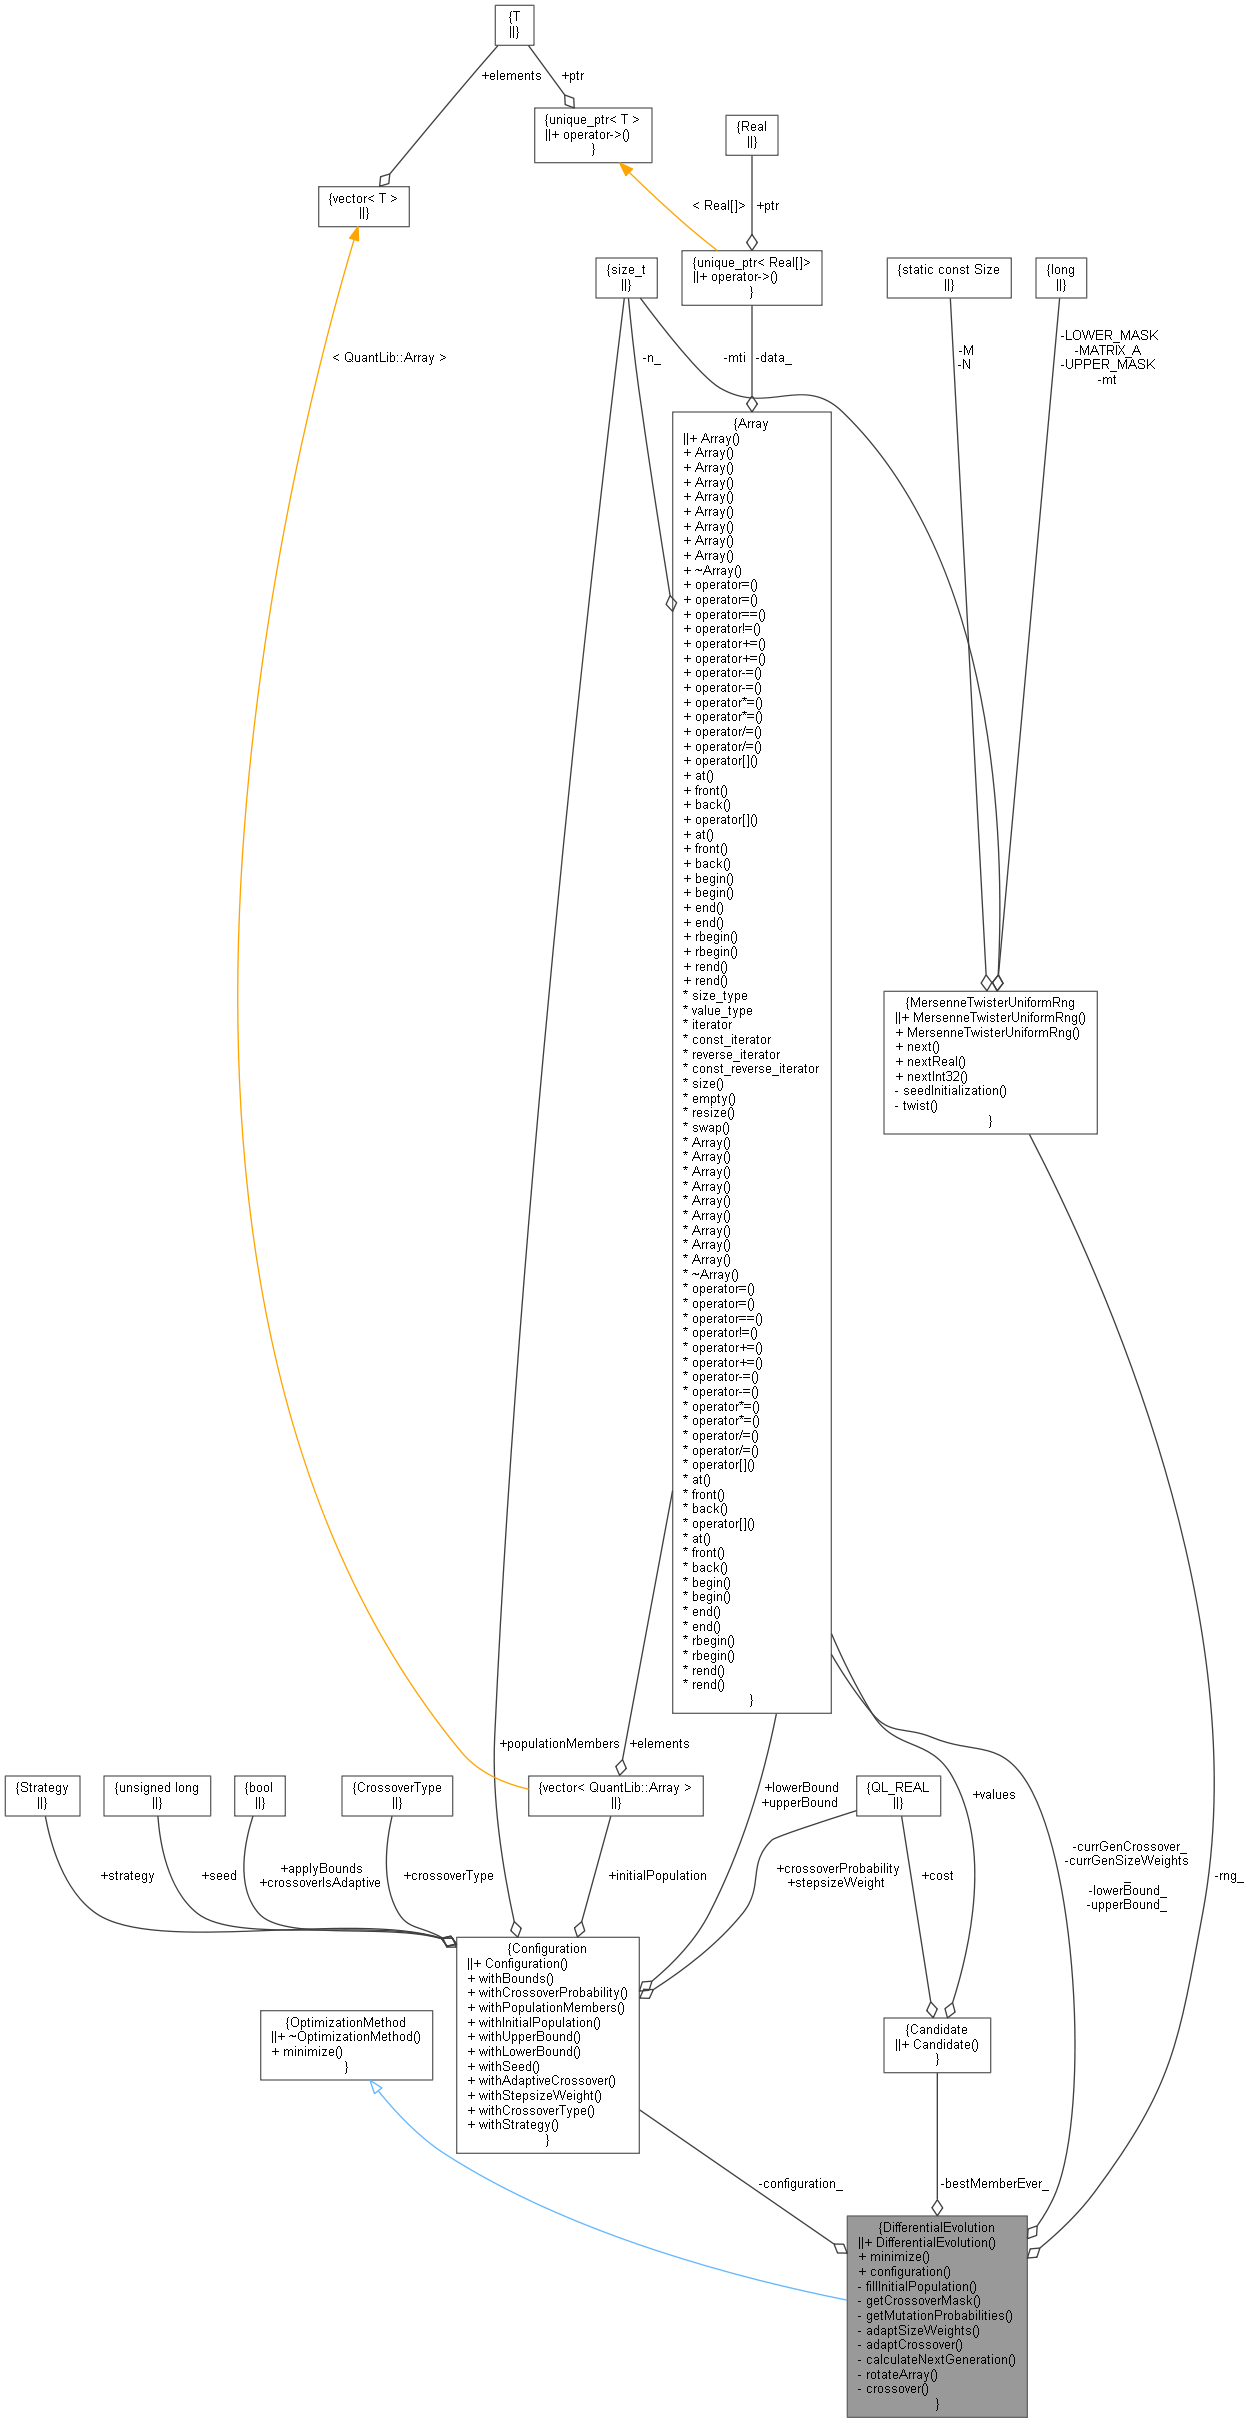 {T
||}
+elements
+ptr
{unique_ptr< T >
||+ operator->()
}
{Real
||}
{vector< T >
||}
< Real[]>
+ptr
{size_t
||}
{unique_ptr< Real[]>
||+ operator->()
}
{static const Size
||}
{long
||}
< QuantLib::Array >
-n_
-mti
-data_
-M
-N
-LOWER_MASK
-MATRIX_A
-UPPER_MASK
-mt
{Array
||+ Array()
+ Array()
+ Array()
+ Array()
+ Array()
+ Array()
+ Array()
+ Array()
+ Array()
+ ~Array()
+ operator=()
+ operator=()
+ operator==()
+ operator!=()
+ operator+=()
+ operator+=()
+ operator-=()
+ operator-=()
+ operator*=()
+ operator*=()
+ operator/=()
+ operator/=()
+ operator[]()
+ at()
+ front()
+ back()
+ operator[]()
+ at()
+ front()
+ back()
+ begin()
+ begin()
+ end()
+ end()
+ rbegin()
+ rbegin()
+ rend()
+ rend()
* size_type
* value_type
* iterator
* const_iterator
* reverse_iterator
* const_reverse_iterator
* size()
* empty()
* resize()
* swap()
* Array()
* Array()
* Array()
* Array()
* Array()
* Array()
* Array()
* Array()
* Array()
* ~Array()
* operator=()
* operator=()
* operator==()
* operator!=()
* operator+=()
* operator+=()
* operator-=()
* operator-=()
* operator*=()
* operator*=()
* operator/=()
* operator/=()
* operator[]()
* at()
* front()
* back()
* operator[]()
* at()
* front()
* back()
* begin()
* begin()
* end()
* end()
* rbegin()
* rbegin()
* rend()
* rend()
}
{MersenneTwisterUniformRng
||+ MersenneTwisterUniformRng()
+ MersenneTwisterUniformRng()
+ next()
+ nextReal()
+ nextInt32()
- seedInitialization()
- twist()
}
+populationMembers
+elements
{Strategy
||}
{unsigned long
||}
{bool
||}
{CrossoverType
||}
{vector< QuantLib::Array >
||}
+lowerBound
+upperBound
{QL_REAL
||}
+values
+strategy
+seed
+applyBounds
+crossoverIsAdaptive
+crossoverType
+initialPopulation
+crossoverProbability
+stepsizeWeight
+cost
-currGenCrossover_
-currGenSizeWeights
_
-lowerBound_
-upperBound_
-rng_
{Configuration
||+ Configuration()
+ withBounds()
+ withCrossoverProbability()
+ withPopulationMembers()
+ withInitialPopulation()
+ withUpperBound()
+ withLowerBound()
+ withSeed()
+ withAdaptiveCrossover()
+ withStepsizeWeight()
+ withCrossoverType()
+ withStrategy()
}
{OptimizationMethod
||+ ~OptimizationMethod()
+ minimize()
}
{Candidate
||+ Candidate()
}
-configuration_
-bestMemberEver_
{DifferentialEvolution
||+ DifferentialEvolution()
+ minimize()
+ configuration()
- fillInitialPopulation()
- getCrossoverMask()
- getMutationProbabilities()
- adaptSizeWeights()
- adaptCrossover()
- calculateNextGeneration()
- rotateArray()
- crossover()
}